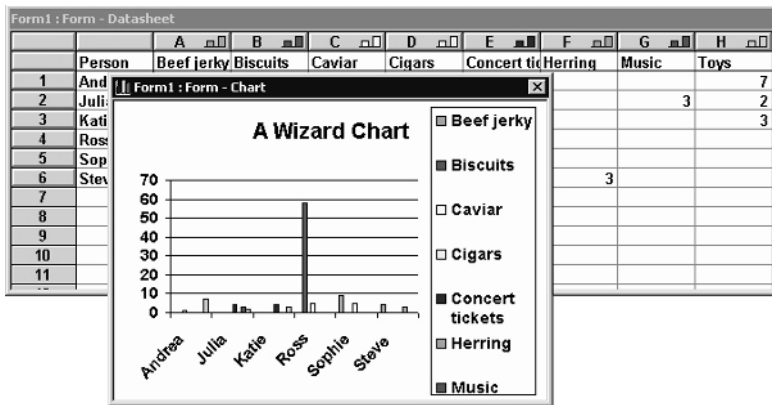 Form1 : Form - Datasheet
A B C D E F G H
Person Beef jerky Biscuits Caviar Cigars Concert tic Herring Music Toys
1 And 7
2 Juli 3 2
3 Kati 3
4 Ros
5 Sop
6 Stev 3
7
8
9
10
11
Form1 : Form - Chart
A Wizard Chart
70
60
50
40
30
20
10
0
Andrea Julia Katie Ross Sophie Steve
Beef jerky
Biscuits
Caviar
Cigars
Concert
tickets
Herring
Music